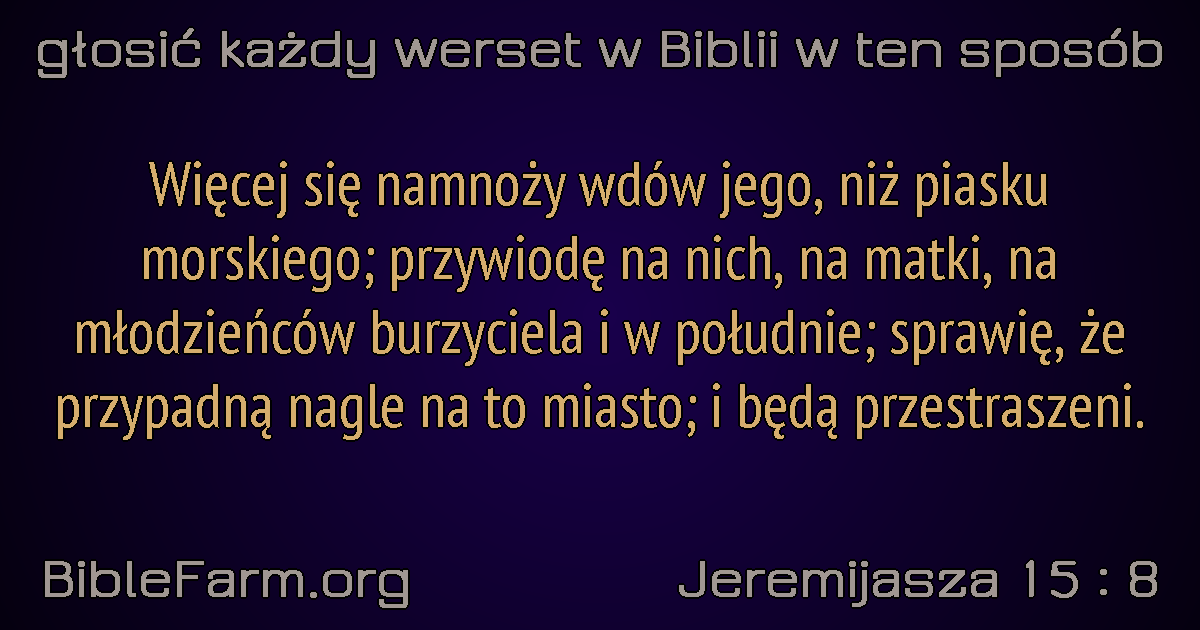 głosić każdy werset w Biblii w ten sposób
Więcej się namnoży wdów jego, niż piasku
morskiego; przywiodę na nich, na matki, na
młodzieńców burzyciela i w południe; sprawię, że
przypadną nagle na to miasto; i będą przestraszeni.
BibleFarm.org
Jeremijasza 15 : 8